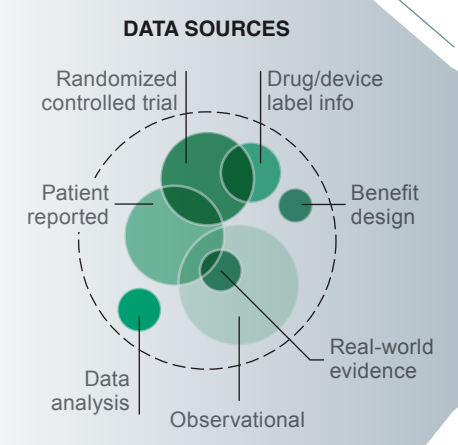 DATA SOURCES
Randomized
controlled trial
Drug/device
label info
Patient
reported
Benefit
design
Real-world
evidence
Data
analysis
Observational